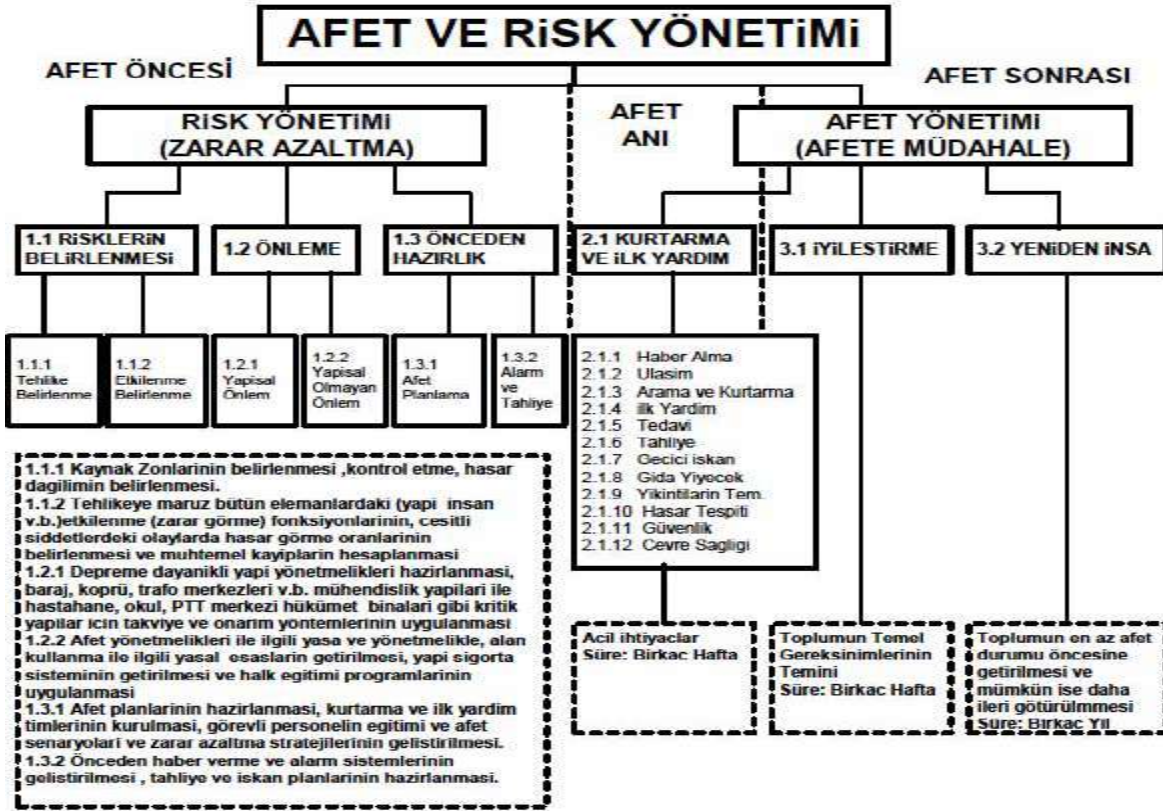 AFET VE RiSK YÖNETiMi
AFET ÖNCESİ
AFET SONRASI
AFET
ANI
RiSK YÖNETiMi
(ZARAR AZALTMA)
AFET YÖNETiMi
(AFETE MÜDAHALE)
1.1 RiSKLERiN
BELiRLENMESi
1.2 ÖNLEME
1.3 ÖNCEDEN
HAZIRLIK
2.1 KURTARMA
VE iLK YARDIM
3.1 iYiLESTiRME
3.2 YENiDEN iNSA
1.1.1
Tehlike
Belirlenme
1.1.2
Etkilenme
Belirlenme
1.2.1
Yapisal
Önlem
1.2.2
Yapisal
Olmayan
Önlem
1.3.1
Afet
Planlama
1.3.2
Alarm
ve
Tahliye
2.1.1 Haber Alma
2.1.2 Ulasim
2.1.3 Arama ve Kurtarma
2.1.4 ilk Yardim
2.1.5 Tedavi
2.1.6 Tahliye
2.1.7 Gecici iskan
2.1.8 Gida Yiyecek
2.1.9 Yikintilarin Tem.
2.1.10 Hasar Tespiti
2.1.11 Güvenlik
2.1.12 Cevre Sagligi
1.1.1 Kaynak Zonlarinin belirlenmesi ,kontrol etme, hasar
dagilimin belirlenmesi.
1.1.2 Tehlikeye maruz bütün elemanlardaki (yapi insan
v.b.)etkilenme (zarar görme) fonksiyonlarinin, cesitli
siddetlerdeki olaylarda hasar görme oranlarinin
belirlenmesi ve muhtemel kayiplarin hesaplanmasi
1.2.1 Depreme dayanikli yapi yönetmelikleri hazirlanmasi,
baraj, koprü, trafo merkezleri v.b. mühendislik yapilari ile
hastahane, okul, PTT merkezi hükümet binalari gibi kritik
yapilar icin takviye ve onarim yöntemlerinin uygulanmasi
1.2.2 Afet yönetmelikleri ile ilgili yasa ve yönetmelikle, alan
kullanma ile ilgili yasal esaslarin getirilmesi, yapi sigorta
sisteminin getirilmesi ve halk egitimi programlarinin
uygulanmasi
1.3.1 Afet planlarinin hazirlanmasi, kurtarma ve ilk yardim
timlerinin kurulmasi, görevli personelin egitimi ve afet
senaryolari ve zarar azaltma stratejilerinin gelistirilmesi.
1.3.2 Önceden haber verme ve alarm sistemlerinin
gelistirilmesi , tahliye ve iskan planlarinin hazirlanmasi.
Acil ihtiyaclar
Süre: Birkac Hafta
Toplumun Temel
Gereksinimlerinin
Temini
Süre: Birkac Hafta
Toplumun en az afet
durumu öncesine
getirilmesi ve
mümkün ise daha
ileri götürülmmesi
Süre: Birkac Yil